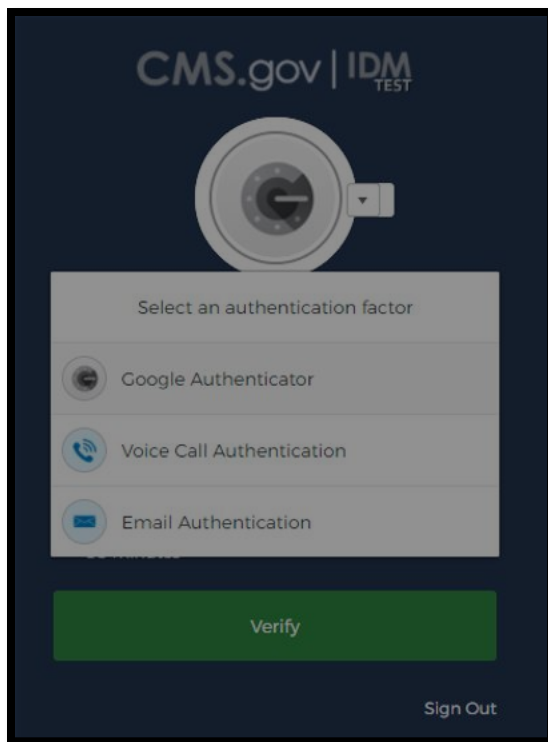 CMS.gov | IDM
TEST
Select an authentication factor
Google Authenticator
Voice Call Authentication
Email Authentication
Verify
Sign Out